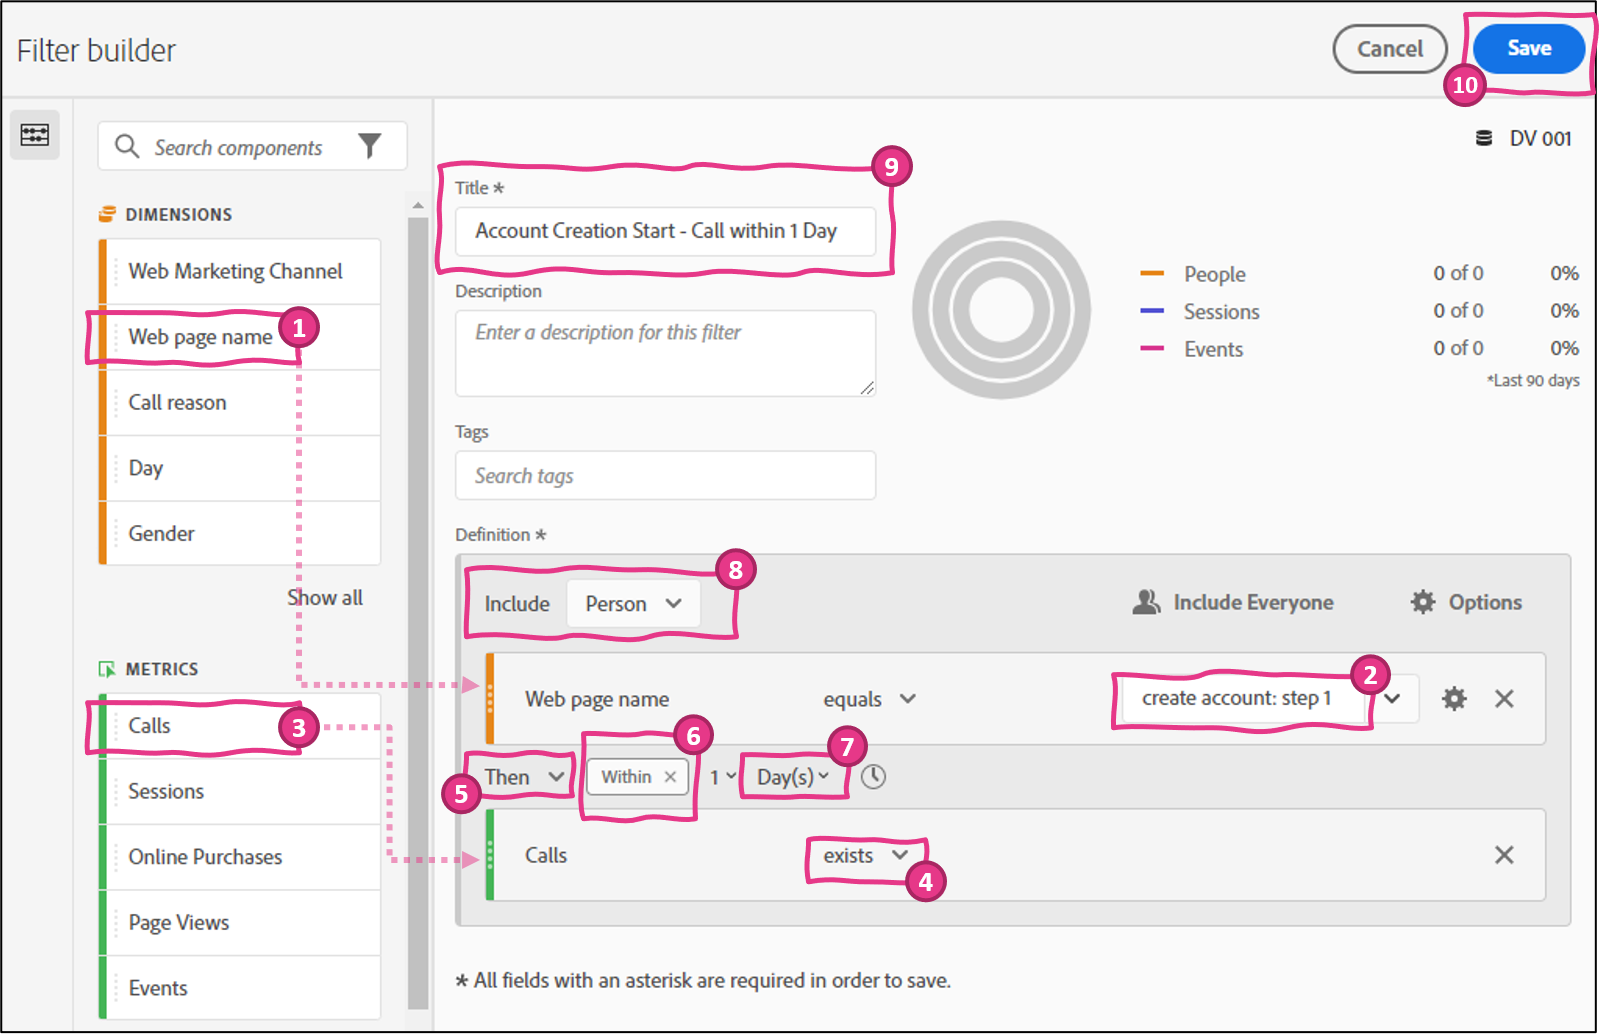 Filter builder
Cancel
Save
10
Search components
DV 001
9
Title *
Account Creation Start - Call within 1 Day
DIMENSIONS
Web Marketing Channel
1
Web page name
Call reason
Day
Gender
Show all
Description
Enter a description for this filter
People 0 of 0 0%
Sessions 0 of 0 0%
Events 0 of 0 0%
*Last 90 days
Tags
Search tags
Definition *
8
Include Person
Include Everyone
Options
METRICS
Calls
3
Sessions
Online Purchases
Page Views
Events
Web page name equals create account: step 1
2
6
7
5
Then Within 1 Day(s)
Calls exists
4
* All fields with an asterisk are required in order to save.